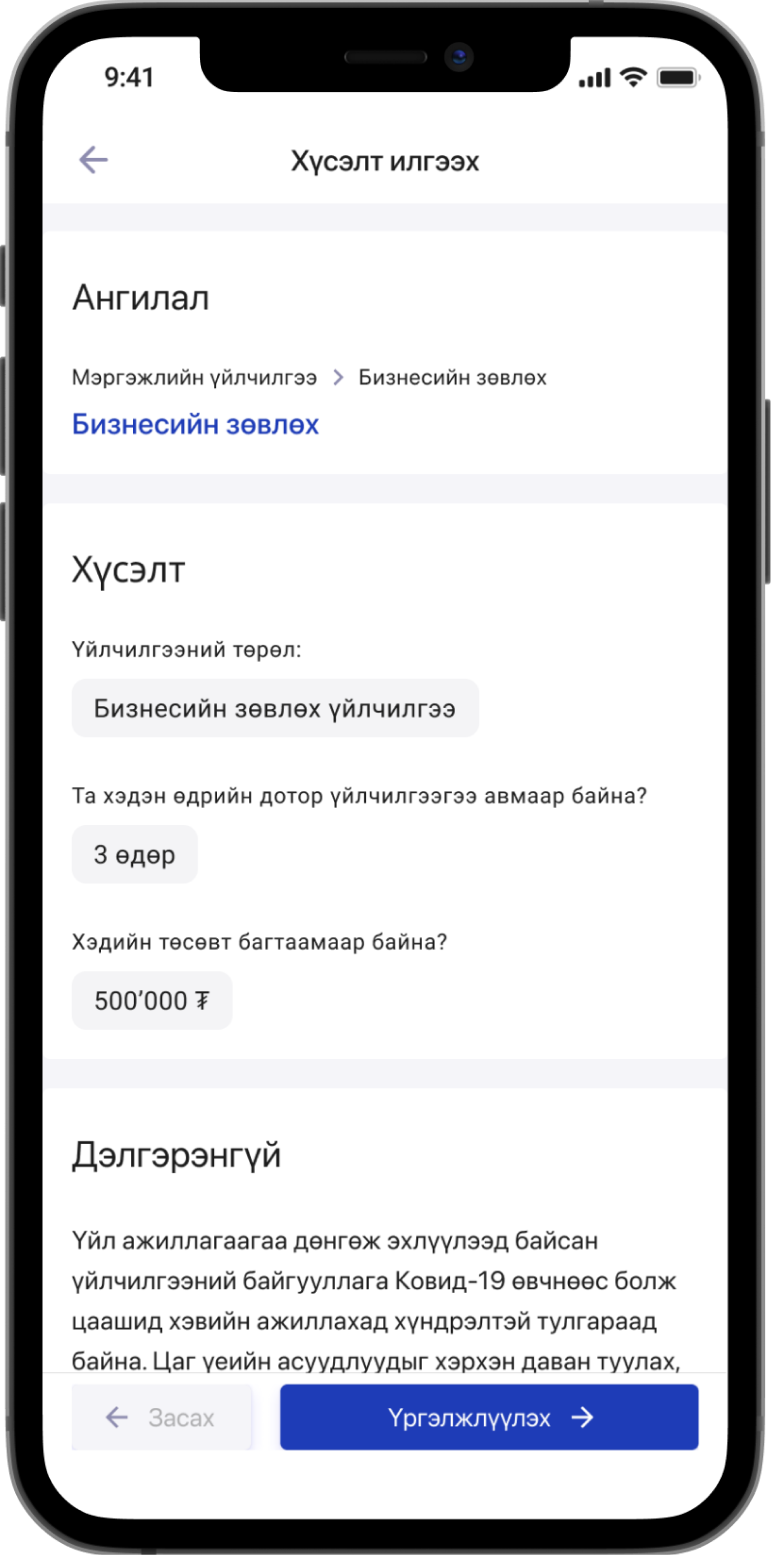 9:41
Хүсэлт илгээх
Ангилал
Мэргэжлийн үйлчилгээ > Бизнесийн зөвлөх
Бизнесийн зөвлөх
Хүсэлт
Үйлчилгээний төрөл:
Бизнесийн зөвлөх үйлчилгээ
Та хэдэн өдрийн дотор үйлчилгээгээ авмаар байна?
3 өдөр
Хэдийн төсөвт багтаамаар байна?
500’000 ₮
Дэлгэрэнгүй
Үйл ажиллагаагаа дөнгөж эхлүүлээд байсан
үйлчилгээний байгууллага Ковид-19 өвчнөөс болж
цаашид хэвийн ажиллахад хүндрэлтэй тулгараад
байна. Цаг үеийн асуудлуудыг хэрхэн даван туулах,
← Засах
Үргэлжлүүлэх →